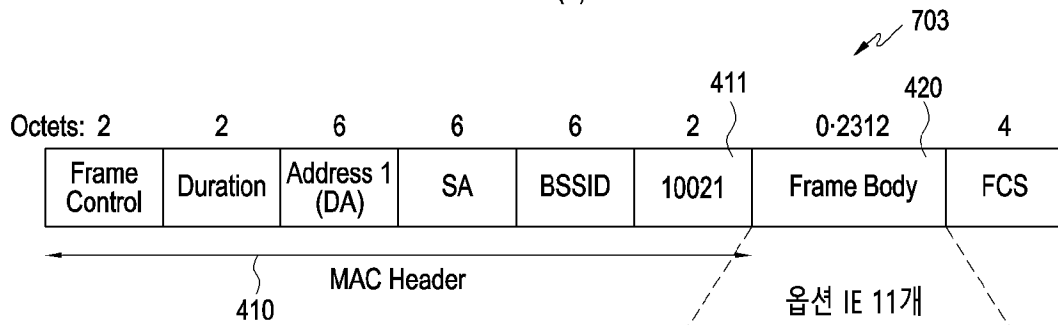 703
411
420
Octets: 2 2 6 6 6 2 0·2312 4
Frame Control Duration Address 1 (DA) SA BSSID 10021 Frame Body FCS
MAC Header
410
옵션 IE 11개